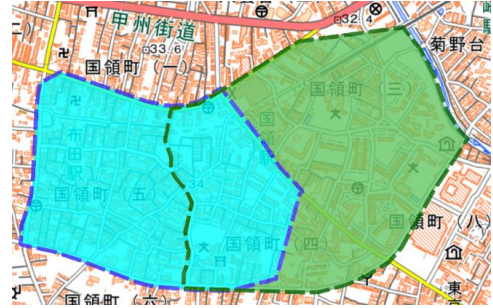 甲州街道
32.4
菊野台
33.6
国領町（一）
国領町（三）
布田駅
国領駅
国領町（五）
国領町（四）
国領町（八）
国領町（六）
東